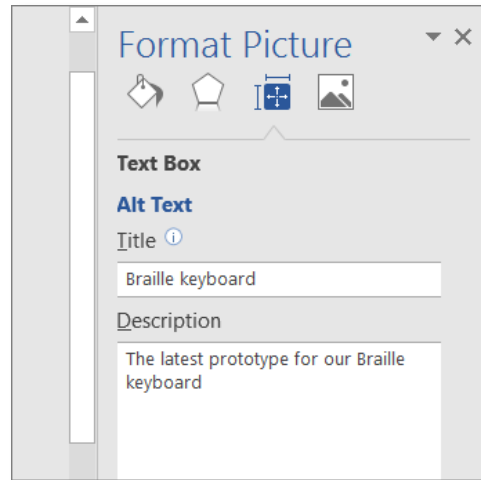 Format Picture
Text Box
Alt Text
Title
Braille keyboard
Description
The latest prototype for our Braille
keyboard